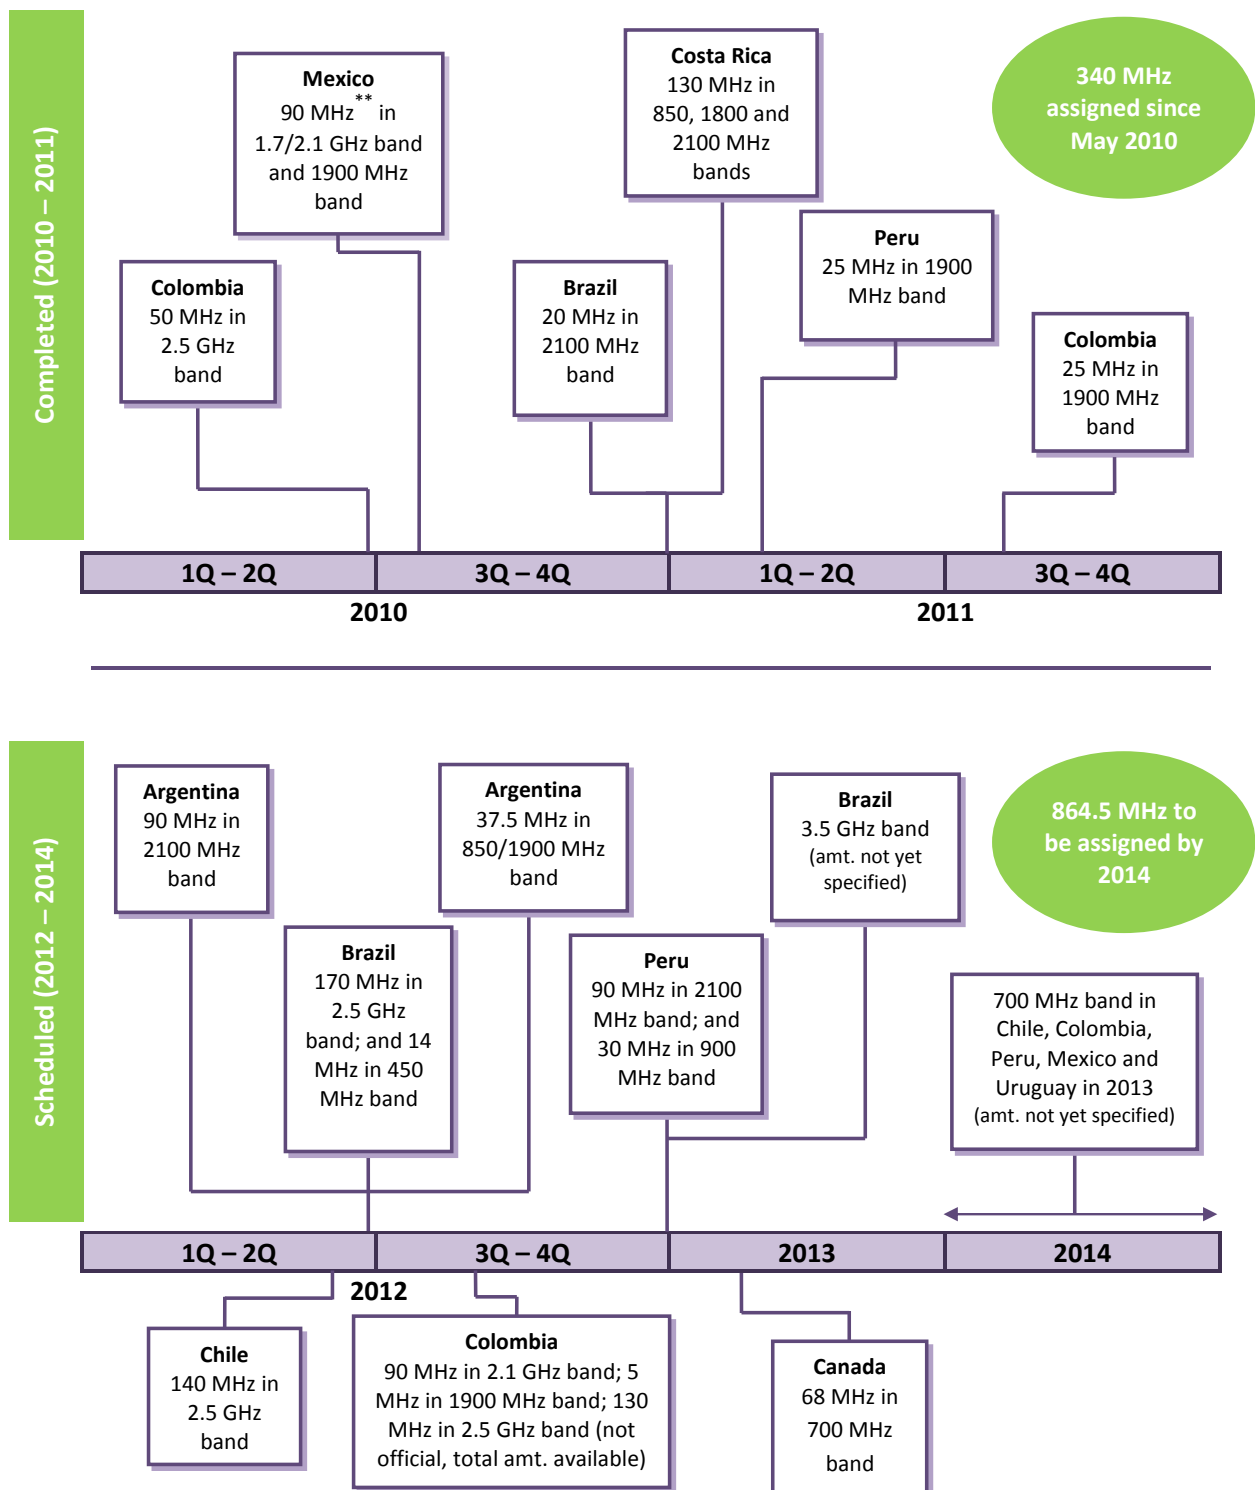 Completed (2010 – 2011)
Mexico
90 MHz** in
1.7/2.1 GHz band
and 1900 MHz
band
Costa Rica
130 MHz in
850, 1800 and
2100 MHz
bands
340 MHz
assigned since
May 2010
Colombia
50 MHz in
2.5 GHz
band
Brazil
20 MHz in
2100 MHz
band
Peru
25 MHz in 1900
MHz band
Colombia
25 MHz in
1900 MHz
band
1Q – 2Q
3Q – 4Q
1Q – 2Q
3Q – 4Q
2010
2011
Scheduled (2012 – 2014)
Argentina
90 MHz in
2100 MHz
band
Argentina
37.5 MHz in
850/1900 MHz
band
Brazil
3.5 GHz band
(amt. not yet
specified)
864.5 MHz to
be assigned by
2014
Brazil
170 MHz in
2.5 GHz
band; and 14
MHz in 450
MHz band
Peru
90 MHz in 2100
MHz band; and
30 MHz in 900
MHz band
700 MHz band in
Chile, Colombia,
Peru, Mexico and
Uruguay in 2013
(amt. not yet specified)
1Q – 2Q
3Q – 4Q
2013
2014
2012
Chile
140 MHz in
2.5 GHz
band
Colombia
90 MHz in 2.1 GHz band; 5
MHz in 1900 MHz band; 130
MHz in 2.5 GHz band (not
official, total amt. available)
Canada
68 MHz in
700 MHz
band